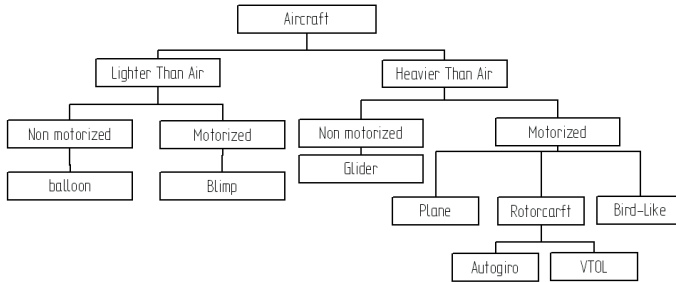 Aircraft
Lighter Than Air
Heavier Than Air
Non motorized
Motorized
Non motorized
Motorized
balloon
Blimp
Glider
Plane
Rotorcarft
Bird-Like
Autogiro
VTOL